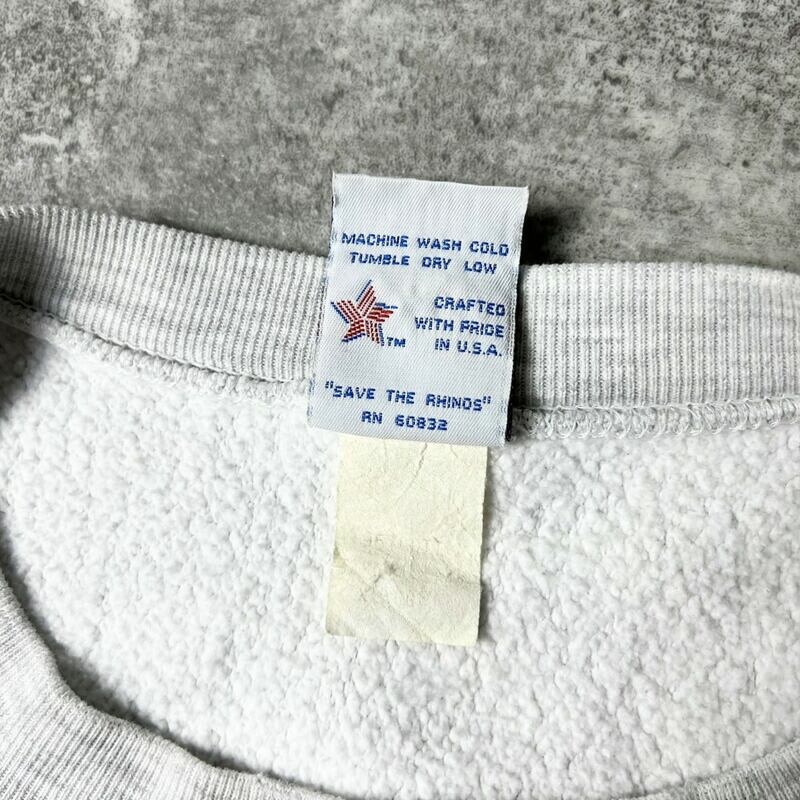 MACHINE WASH COLD
TUMBLE DRY LOW
CRAFTED
WITH PRIDE
IN U.S.A.
TM
"SAVE THE RHINOS"
RN 60832